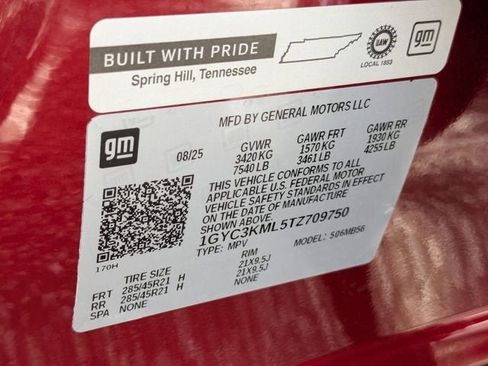 BUILT WITH PRIDE
Spring Hill, Tennessee
UAW
LOCAL 1853
gm
gm
MFD BY GENERAL MOTORS LLC
08/25 GVWR GAWR FRT GAWR RR
3420 KG 1570 KG 1930 KG
7540 LB 3461 LB 4255 LB
THIS VEHICLE CONFORMS TO ALL
APPLICABLE U.S. FEDERAL MOTOR
VEHICLE SAFETY STANDARDS IN EFFECT
ON THE DATE OF MANUFACTURE
SHOWN ABOVE.
1GYC3KML5TZ709750
TYPE: MPV MODEL: 506MB56
170H
TIRE SIZE RIM
FRT 285/45R21 H 21X9.5J
RR 285/45R21 H 21X9.5J
SPA NONE NONE